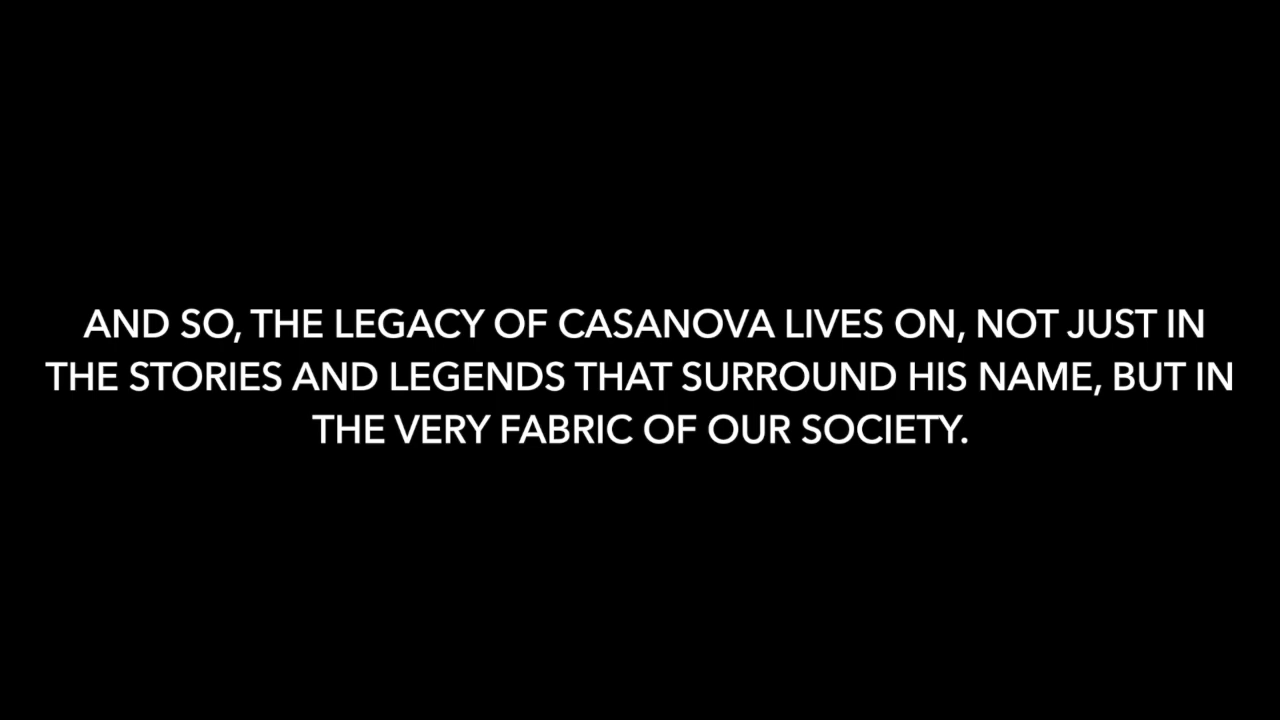 AND SO, THE LEGACY OF CASANOVA LIVES ON, NOT JUST IN
THE STORIES AND LEGENDS THAT SURROUND HIS NAME, BUT IN
THE VERY FABRIC OF OUR SOCIETY.